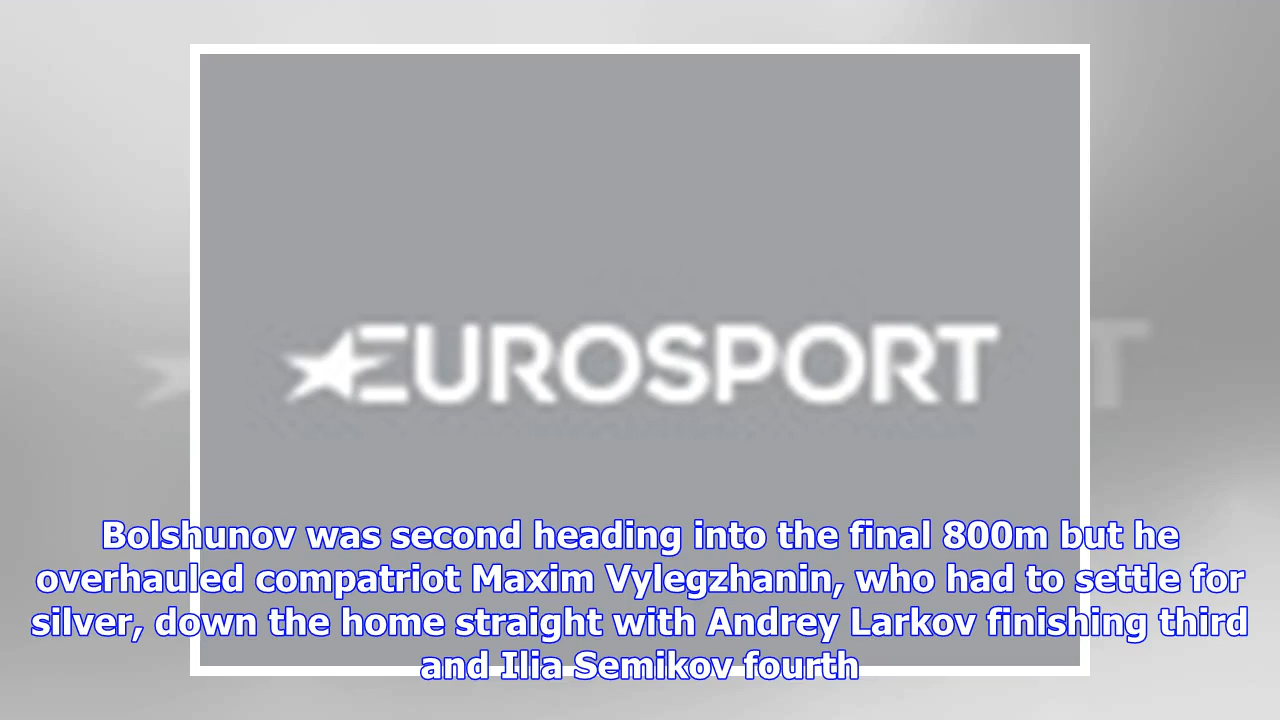 EUROSPORT
Bolshunov was second heading into the final 800m but he
overhauled compatriot Maxim Vylegzhanin, who had to settle for
silver, down the home straight with Andrey Larkov finishing third
and Ilia Semikov fourth